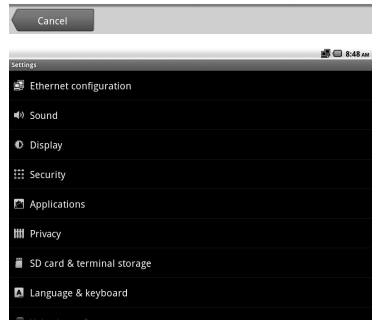 Cancel
8:48 AM
Settings
Ethernet configuration
Sound
Display
Security
Applications
Privacy
SD card & terminal storage
Language & keyboard